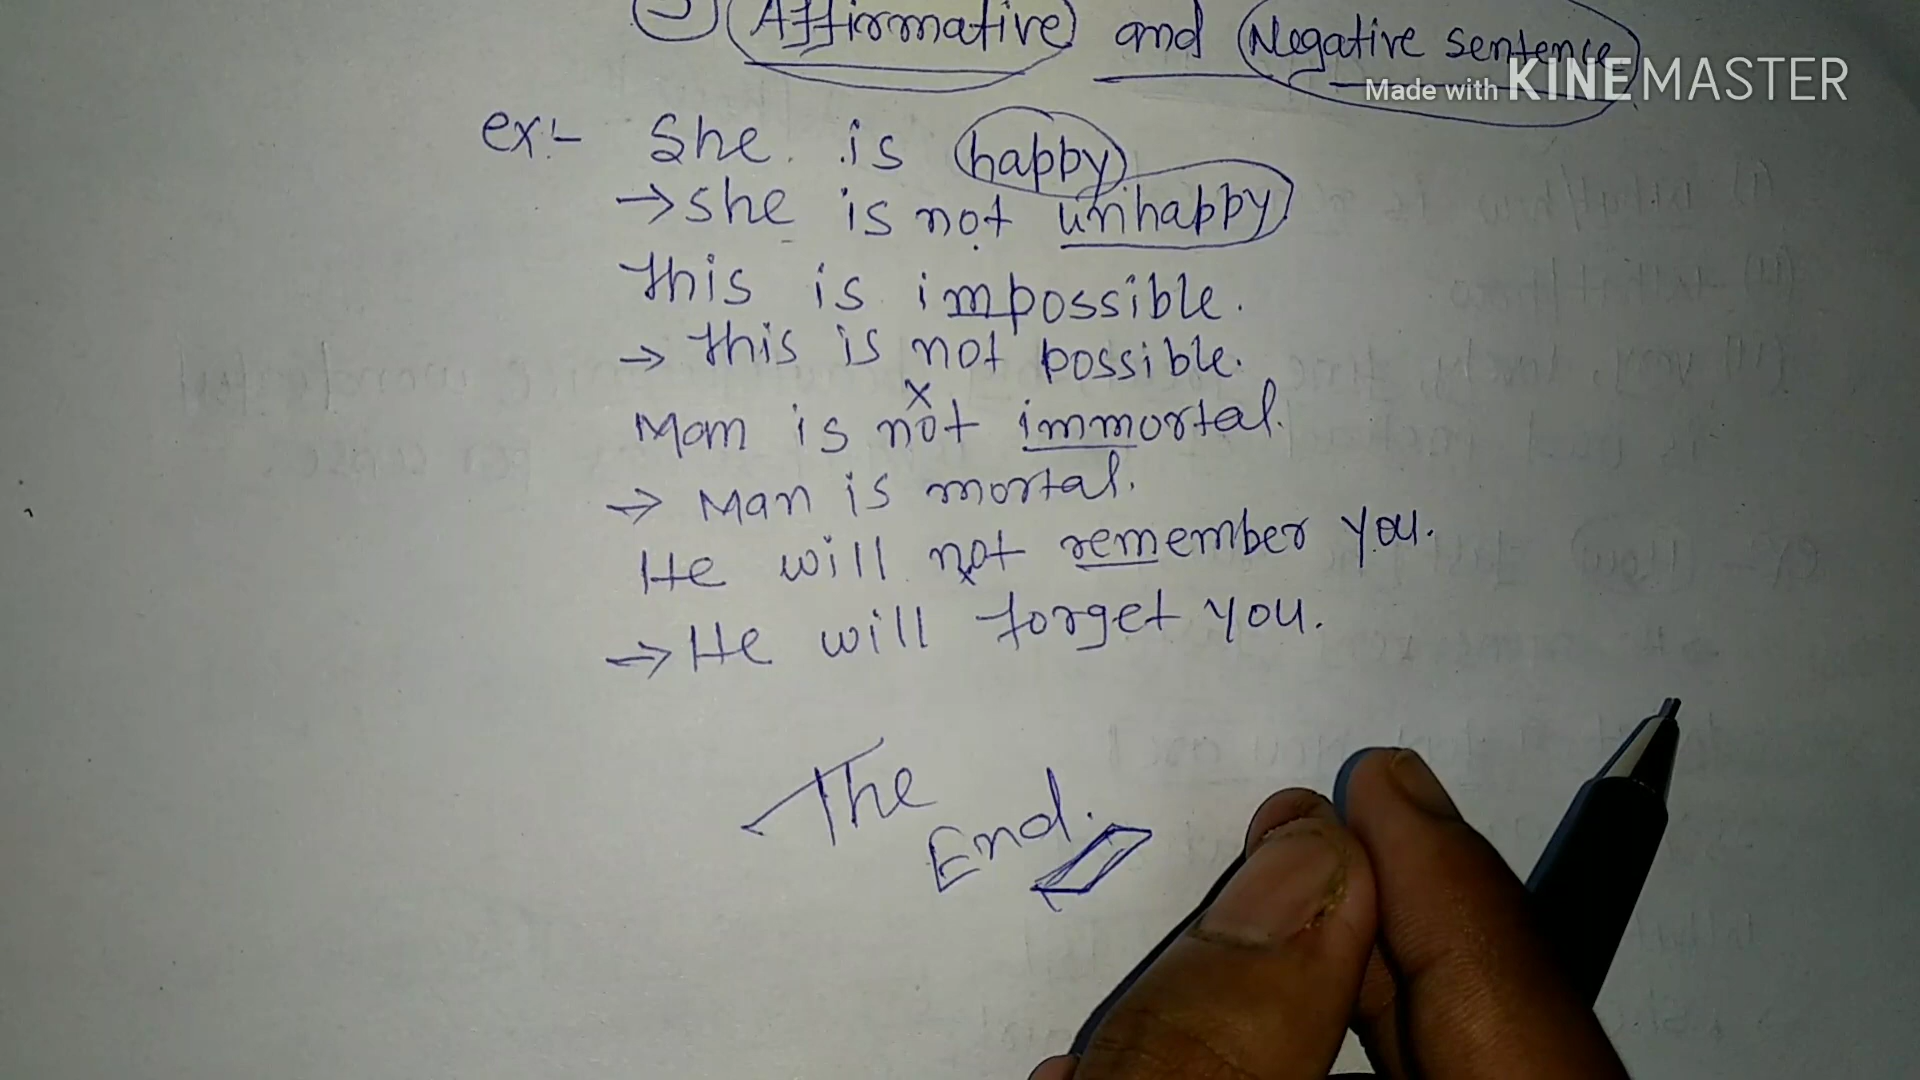 Affirmative and Negative sentence
Made with KINEMASTER
ex:- She is happy
→ She is not unhappy
This is impossible.
→ This is not possible.
x
Man is not immortal.
→ Man is mortal.
He will not remember you.
→ He will forget you.
The
End.